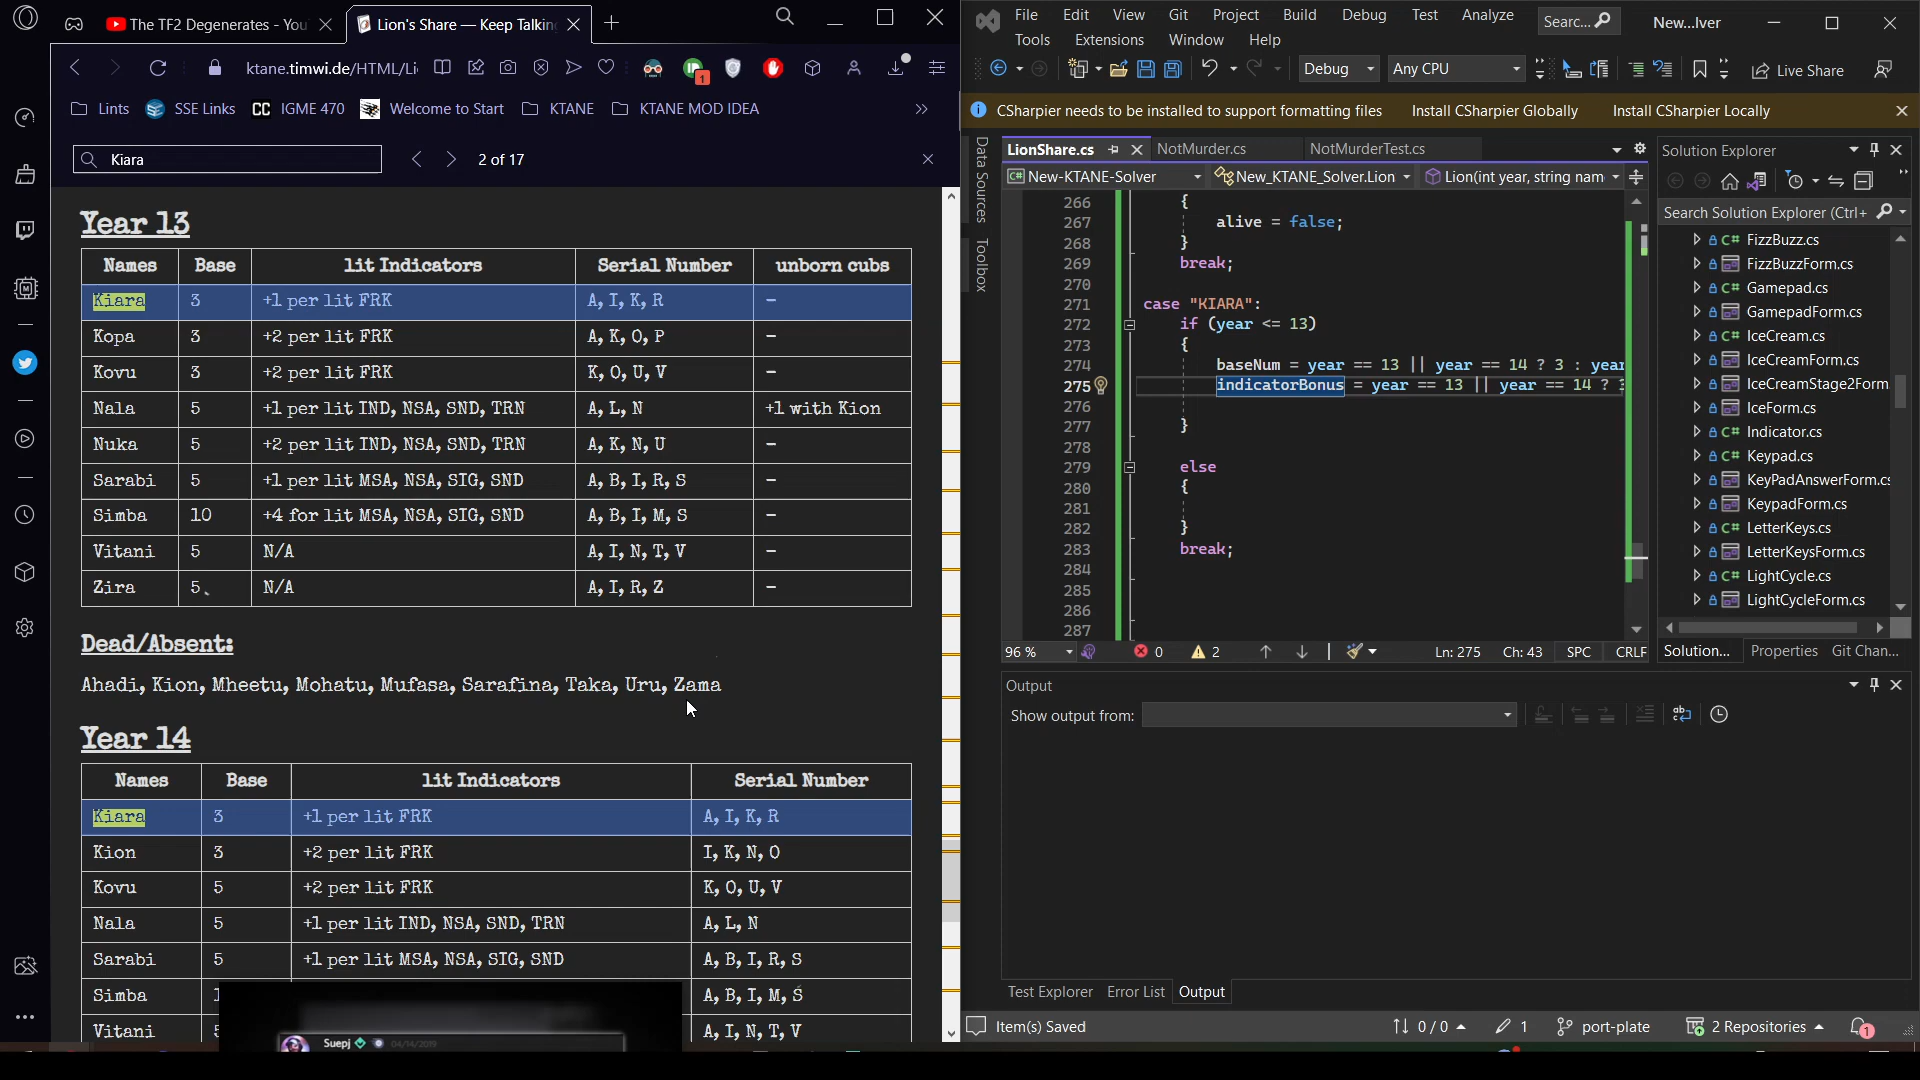 The TF2 Degenerates - You
Lion's Share — Keep Talkin
ktane.timwi.de/HTML/Li
1
Lints
SSE Links
CC IGME 470
Welcome to Start
KTANE
KTANE MOD IDEA
Kiara
2 of 17
Year 13
Names Base lit Indicators Serial Number unborn cubs
Kiara 3 +1 per lit FRK A, I, K, R -
Kopa 3 +2 per lit FRK A, K, O, P -
Kovu 3 +2 per lit FRK K, O, U, V -
Nala 5 +1 per lit IND, NSA, SND, TRN A, L, N +1 with Kion
Nuka 5 +2 per lit IND, NSA, SND, TRN A, K, N, U -
Sarabi 5 +1 per lit MSA, NSA, SIG, SND A, B, I, R, S -
Simba 10 +4 for lit MSA, NSA, SIG, SND A, B, I, M, S -
Vitani 5 N/A A, I, N, T, V -
Zira 5 N/A A, I, R, Z -
Dead/Absent:
Ahadi, Kion, Mheetu, Mohatu, Mufasa, Sarafina, Taka, Uru, Zama
Year 14
Names Base lit Indicators Serial Number
Kiara 3 +1 per lit FRK A, I, K, R
Kion 3 +2 per lit FRK I, K, N, O
Kovu 5 +2 per lit FRK K, O, U, V
Nala 5 +1 per lit IND, NSA, SND, TRN A, L, N
Sarabi 5 +1 per lit MSA, NSA, SIG, SND A, B, I, R, S
Simba 1 A, B, I, M, S
Vitani 5 A, I, N, T, V
Suepj 04/14/2019
File Edit View Git Project Build Debug Test Analyze
Searc...
New...lver
Tools Extensions Window Help
Debug
Any CPU
Live Share
CSharpier needs to be installed to support formatting files
Install CSharpier Globally
Install CSharpier Locally
Data Sources
Toolbox
LionShare.cs
NotMurder.cs
NotMurderTest.cs
New-KTANE-Solver
New_KTANE_Solver.Lion
Lion(int year, string nam
266 {
267 alive = false;
268 }
269 break;
270
271 case "KIARA":
272 if (year <= 13)
273 {
274 baseNum = year == 13 || year == 14 ? 3 : year
275 indicatorBonus = year == 13 || year == 14 ? 3
276
277 }
278
279 else
280 {
281
282 }
283 break;
284
285
286
287
96 %
0
2
Ln: 275 Ch: 43 SPC CRLF
Solution Explorer
Search Solution Explorer (Ctrl+
C# FizzBuzz.cs
FizzBuzzForm.cs
C# Gamepad.cs
GamepadForm.cs
C# IceCream.cs
IceCreamForm.cs
IceCreamStage2Form.
IceForm.cs
C# Indicator.cs
C# Keypad.cs
KeyPadAnswerForm.cs
KeypadForm.cs
C# LetterKeys.cs
LetterKeysForm.cs
C# LightCycle.cs
LightCycleForm.cs
Solution...
Properties
Git Chan...
Output
Show output from:
Test Explorer
Error List
Output
Item(s) Saved
0 / 0
1
port-plate
2 Repositories
1